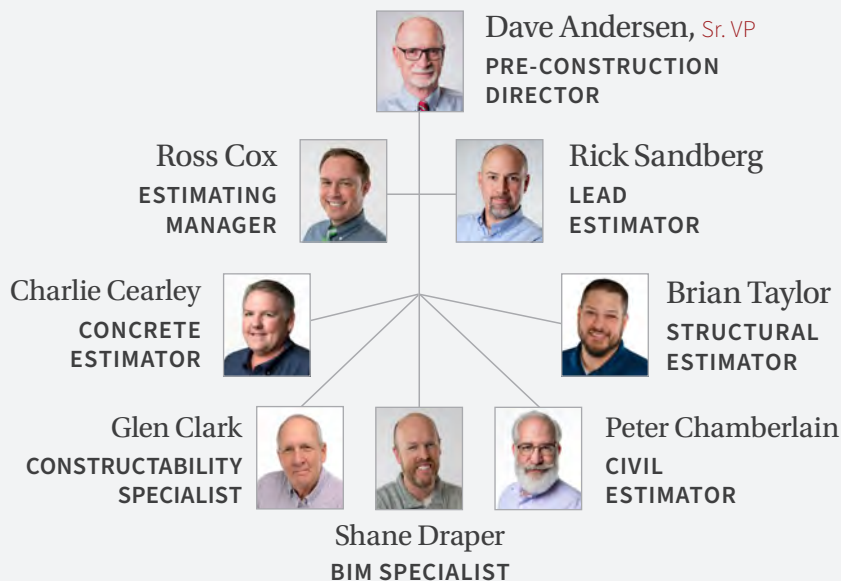 Dave Andersen, Sr. VP
PRE-CONSTRUCTION
DIRECTOR
Ross Cox
ESTIMATING
MANAGER
Rick Sandberg
LEAD
ESTIMATOR
Charlie Cearley
CONCRETE
ESTIMATOR
Brian Taylor
STRUCTURAL
ESTIMATOR
Glen Clark
CONSTRUCTABILITY
SPECIALIST
Peter Chamberlain
CIVIL
ESTIMATOR
Shane Draper
BIM SPECIALIST